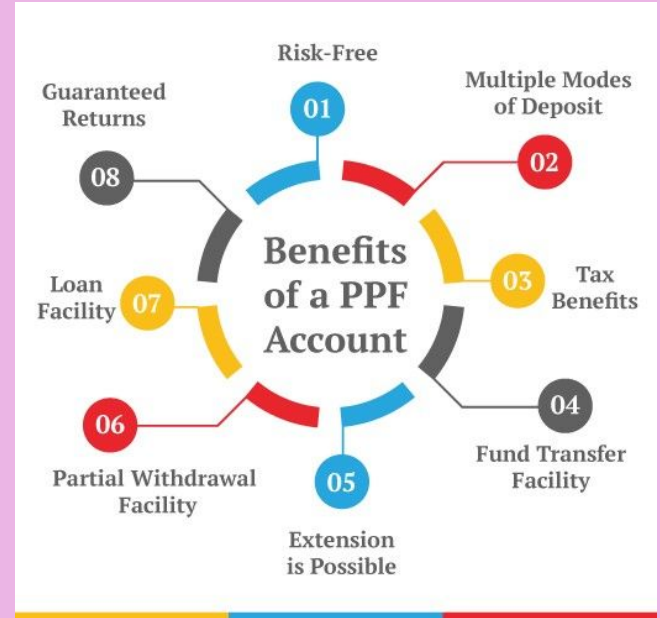 Benefits
of a PPF
Account
Risk-Free
01
Multiple Modes
of Deposit
02
03
Tax
Benefits
04
Fund Transfer
Facility
05
Extension
is Possible
06
Partial Withdrawal
Facility
Loan
Facility
07
Guaranteed
Returns
08